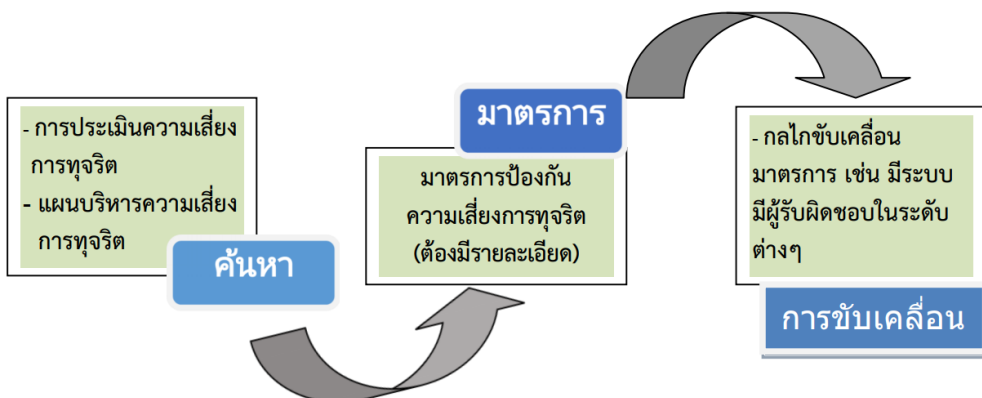 - การประเมินความเสี่ยง
การทุจริต
- แผนบริหารความเสี่ยง
การทุจริต
ค้นหา
มาตรการ
มาตรการป้องกัน
ความเสี่ยงการทุจริต
(ต้องมีรายละเอียด)
- กลไกขับเคลื่อน
มาตรการ เช่น มีระบบ
มีผู้รับผิดชอบในระดับ
ต่างๆ
การขับเคลื่อน